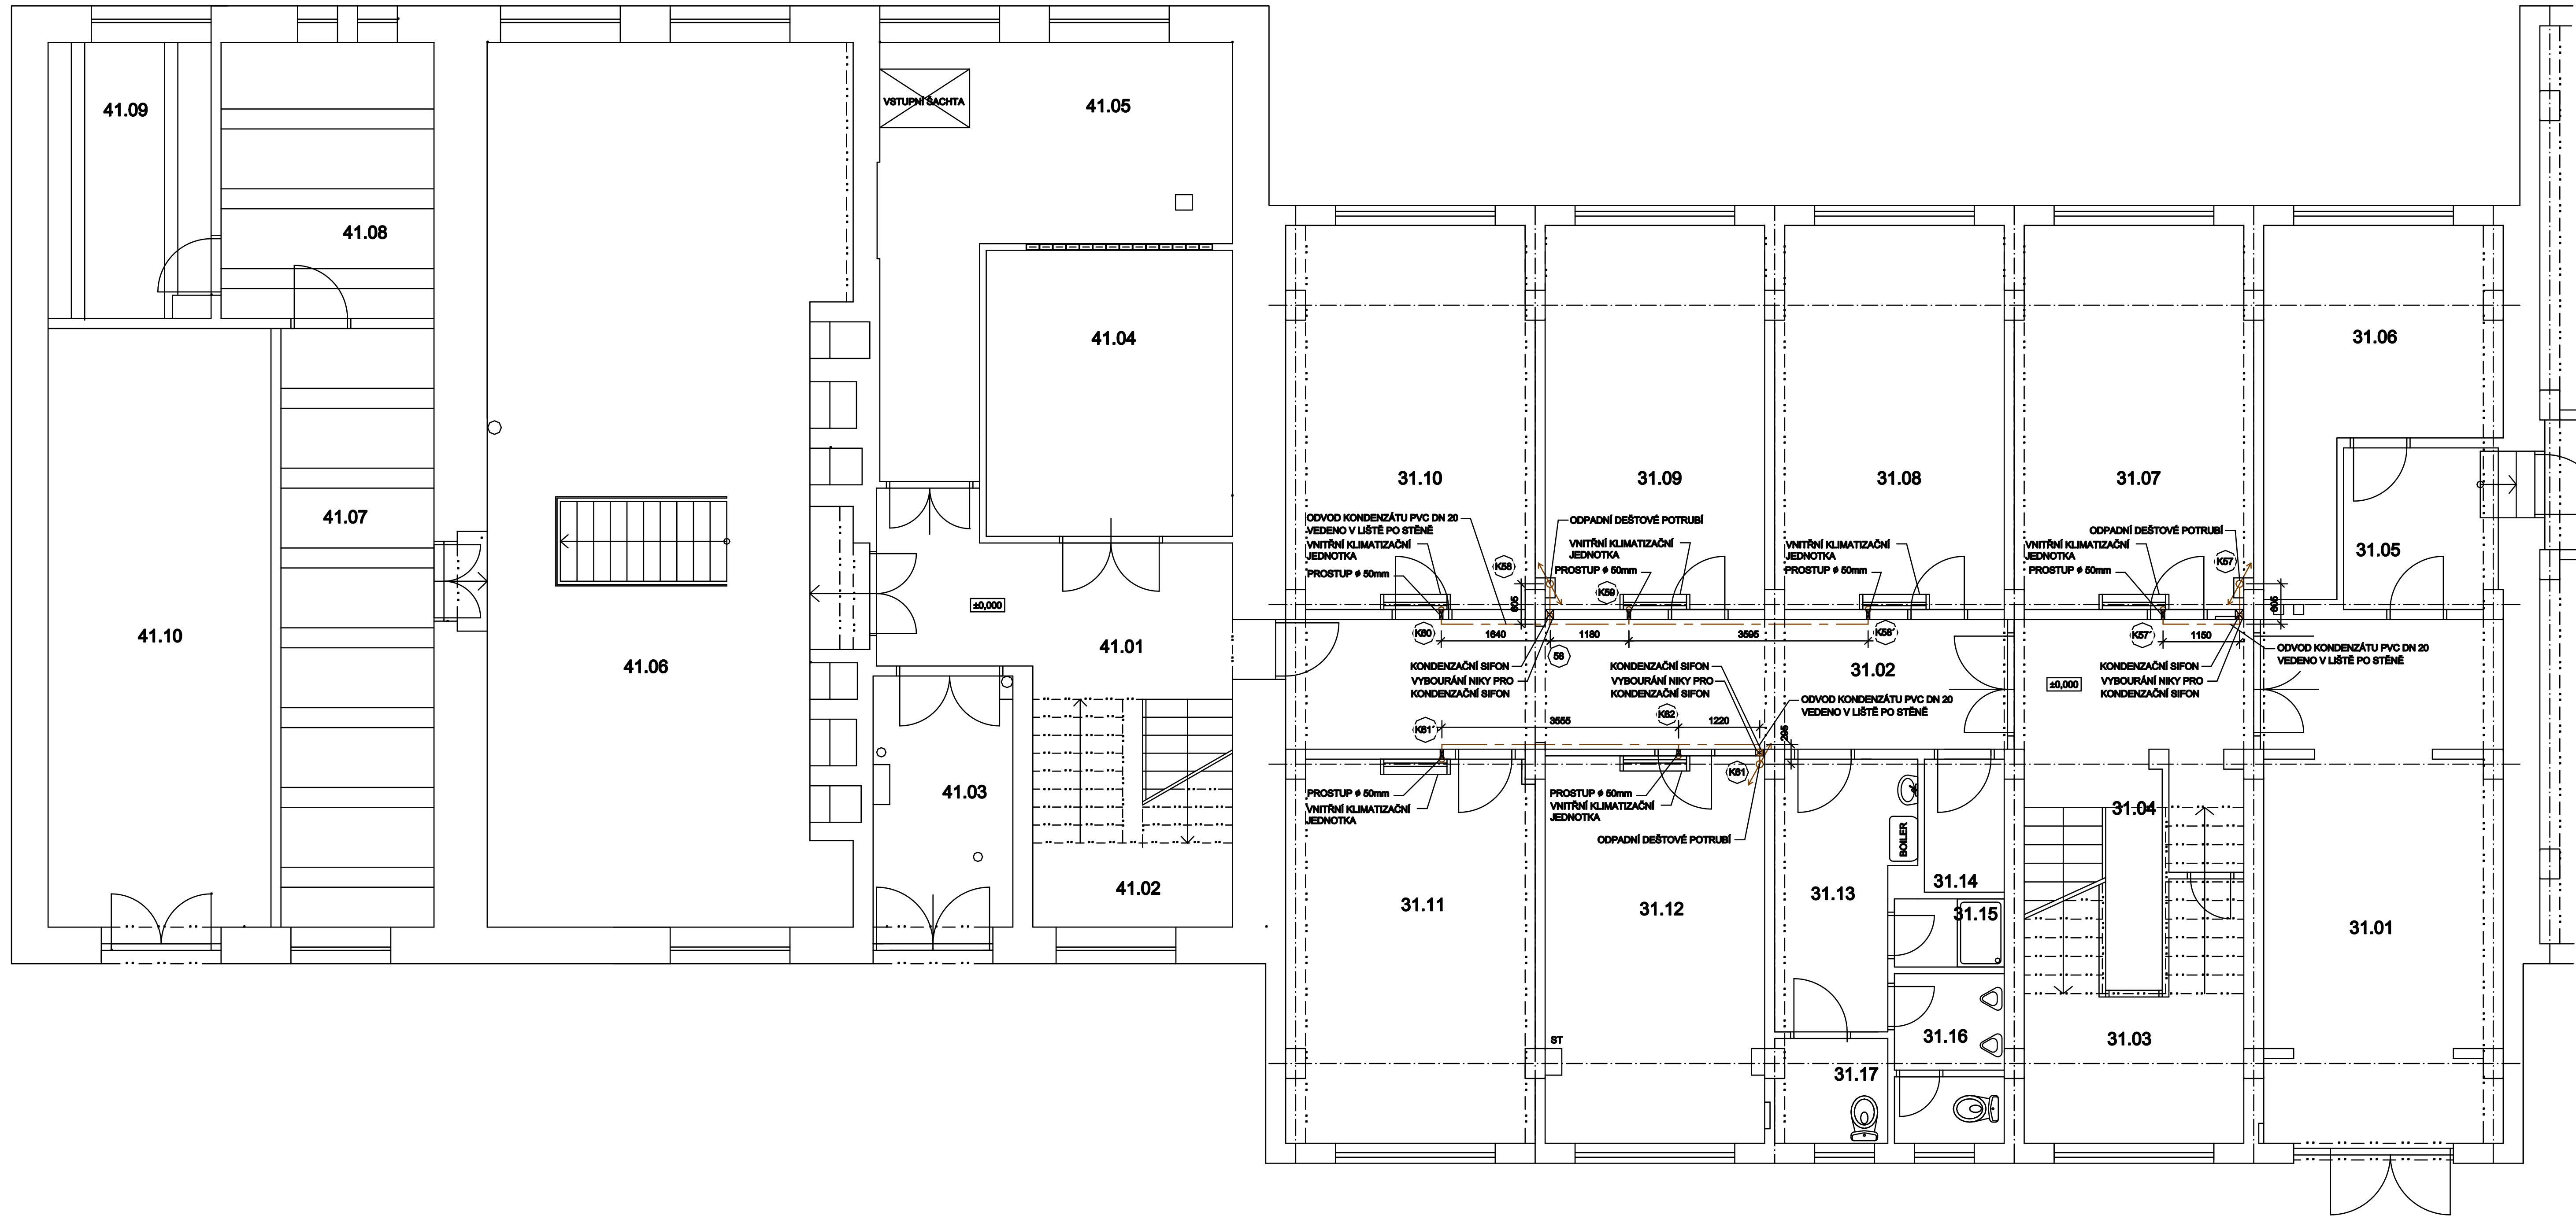 41.09
VSTUPNÍ ŠACHTA
41.05
41.08
41.04
31.06
31.10
31.09
31.08
31.07
41.07
31.05
ODVOD KONDENZÁTU PVC DN 20
VEDENO V LIŠTĚ PO STĚNĚ
VNITŘNÍ KLIMATIZAČNÍ
JEDNOTKA
PROSTUP ø 50mm
K58
ODPADNÍ DEŠTOVÉ POTRUBÍ
VNITŘNÍ KLIMATIZAČNÍ
JEDNOTKA
PROSTUP ø 50mm
K59
VNITŘNÍ KLIMATIZAČNÍ
JEDNOTKA
PROSTUP ø 50mm
ODPADNÍ DEŠTOVÉ POTRUBÍ
VNITŘNÍ KLIMATIZAČNÍ
JEDNOTKA
PROSTUP ø 50mm
K57
605
605
±0,000
41.10
41.06
41.01
K60
1640
1180
3595
K58´
58
K57´
1150
KONDENZAČNÍ SIFON
VYBOURÁNÍ NIKY PRO
KONDENZAČNÍ SIFON
KONDENZAČNÍ SIFON
VYBOURÁNÍ NIKY PRO
KONDENZAČNÍ SIFON
31.02
±0,000
KONDENZAČNÍ SIFON
VYBOURÁNÍ NIKY PRO
KONDENZAČNÍ SIFON
ODVOD KONDENZÁTU PVC DN 20
VEDENO V LIŠTĚ PO STĚNĚ
ODVOD KONDENZÁTU PVC DN 20
VEDENO V LIŠTĚ PO STĚNĚ
K61´
3555
K62
1220
295
K61
41.03
PROSTUP ø 50mm
VNITŘNÍ KLIMATIZAČNÍ
JEDNOTKA
PROSTUP ø 50mm
VNITŘNÍ KLIMATIZAČNÍ
JEDNOTKA
ODPADNÍ DEŠTOVÉ POTRUBÍ
BOILER
31.04
41.02
31.11
31.12
31.13
31.14
31.15
31.01
ST
31.16
31.03
31.17